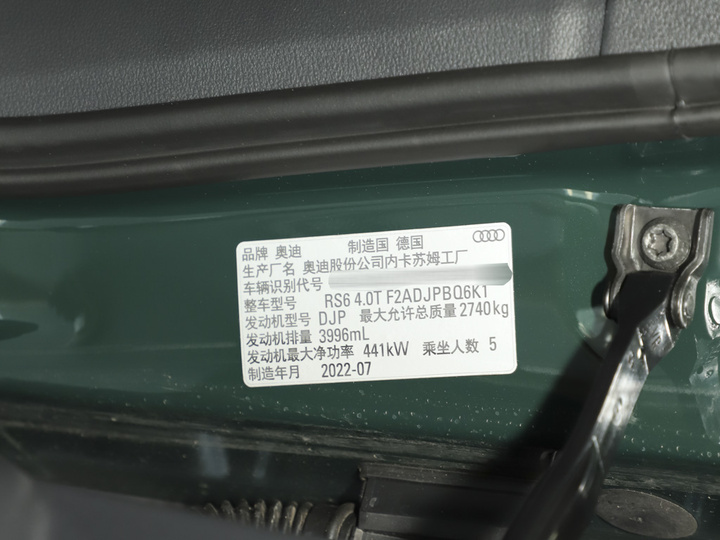 品牌 奥迪 制造国 德国
生产厂名 奥迪股份公司内卡苏姆工厂
车辆识别代号
整车型号 RS6 4.0T F2ADJPBQ6K1
发动机型号 DJP 最大允许总质量 2740kg
发动机排量 3996mL
发动机最大净功率 441kW 乘坐人数 5
制造年月 2022-07